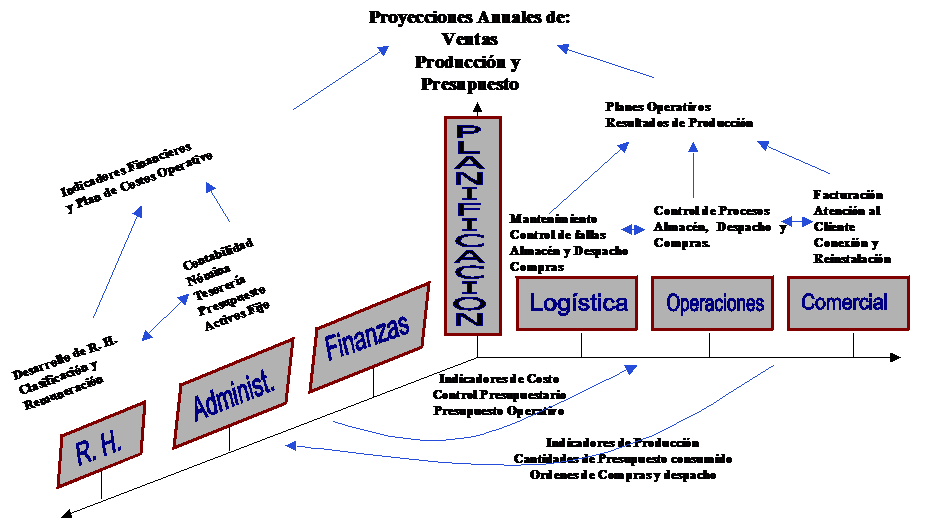 Proyecciones Annales de:
Ventas
Producción y
Presupuesto
Planes Operativos
Resultados de Producción
Indicadores Financieros
y Plan de Costos Operativo
PLANIFICACION
Mantenimiento
Control de fallas
Almacén y Despacho
Compras
Control de Procesos
Almacén, Despacho y
Compras.
Facturación
Atención al
Cliente
Conexión y
Reinstalación
Contabilidad
Nómina
Tesorería
Presupuesto
Activos Fijo
Desarrollo de R. H.
Clasificación y
Remuneración
R. H.
Administ.
Finanzas
Logística
Operaciones
Comercial
Indicadores de Costo
Control Presupuestario
Presupuesto Operativo
Indicadores de Producción
Cantidades de Presupuesto consumido
Ordenes de Compras y despacho